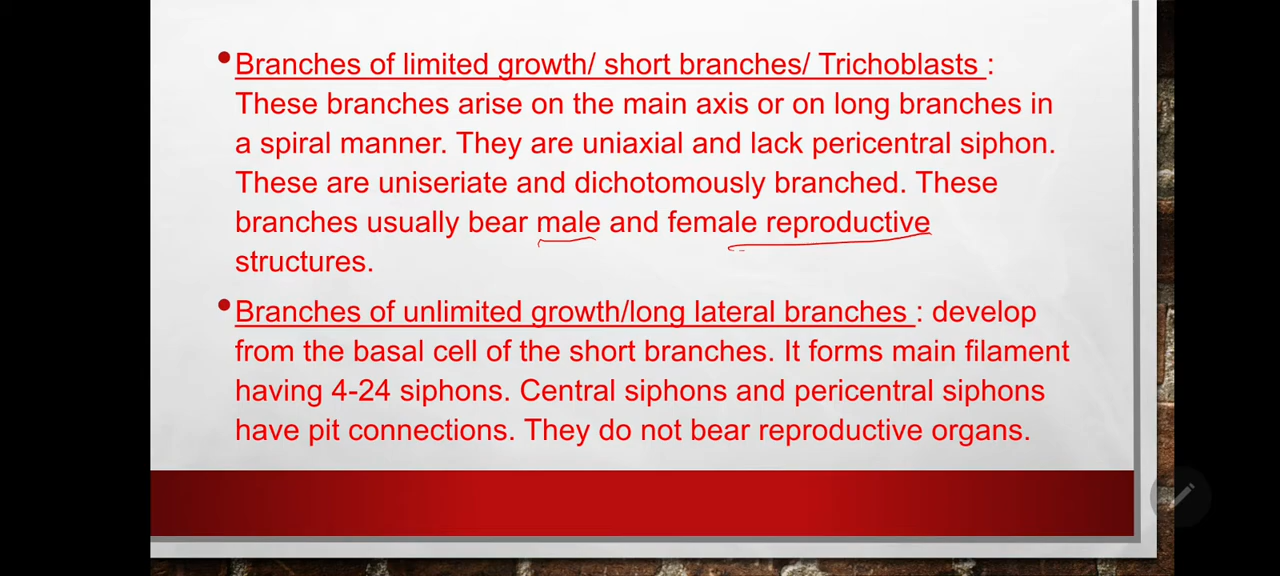 •Branches of limited growth/ short branches/ Trichoblasts :
These branches arise on the main axis or on long branches in
a spiral manner. They are uniaxial and lack pericentral siphon.
These are uniseriate and dichotomously branched. These
branches usually bear male and female reproductive
structures.
•Branches of unlimited growth/long lateral branches : develop
from the basal cell of the short branches. It forms main filament
having 4-24 siphons. Central siphons and pericentral siphons
have pit connections. They do not bear reproductive organs.